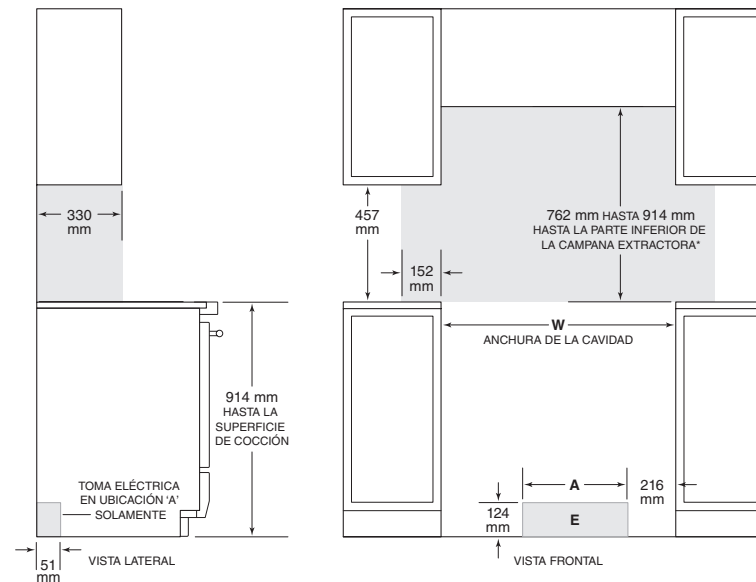 330
mm
914 mm
HASTA LA
SUPERFICIE
DE COCCIÓN
TOMA ELÉCTRICA
EN UBICACIÓN 'A'
SOLAMENTE
51
mm
VISTA LATERAL
457
mm
762 mm HASTA 914 mm
HASTA LA PARTE INFERIOR DE
LA CAMPANA EXTRACTORA*
152
mm
W
ANCHURA DE LA CAVIDAD
A
216
mm
124
mm
E
VISTA FRONTAL